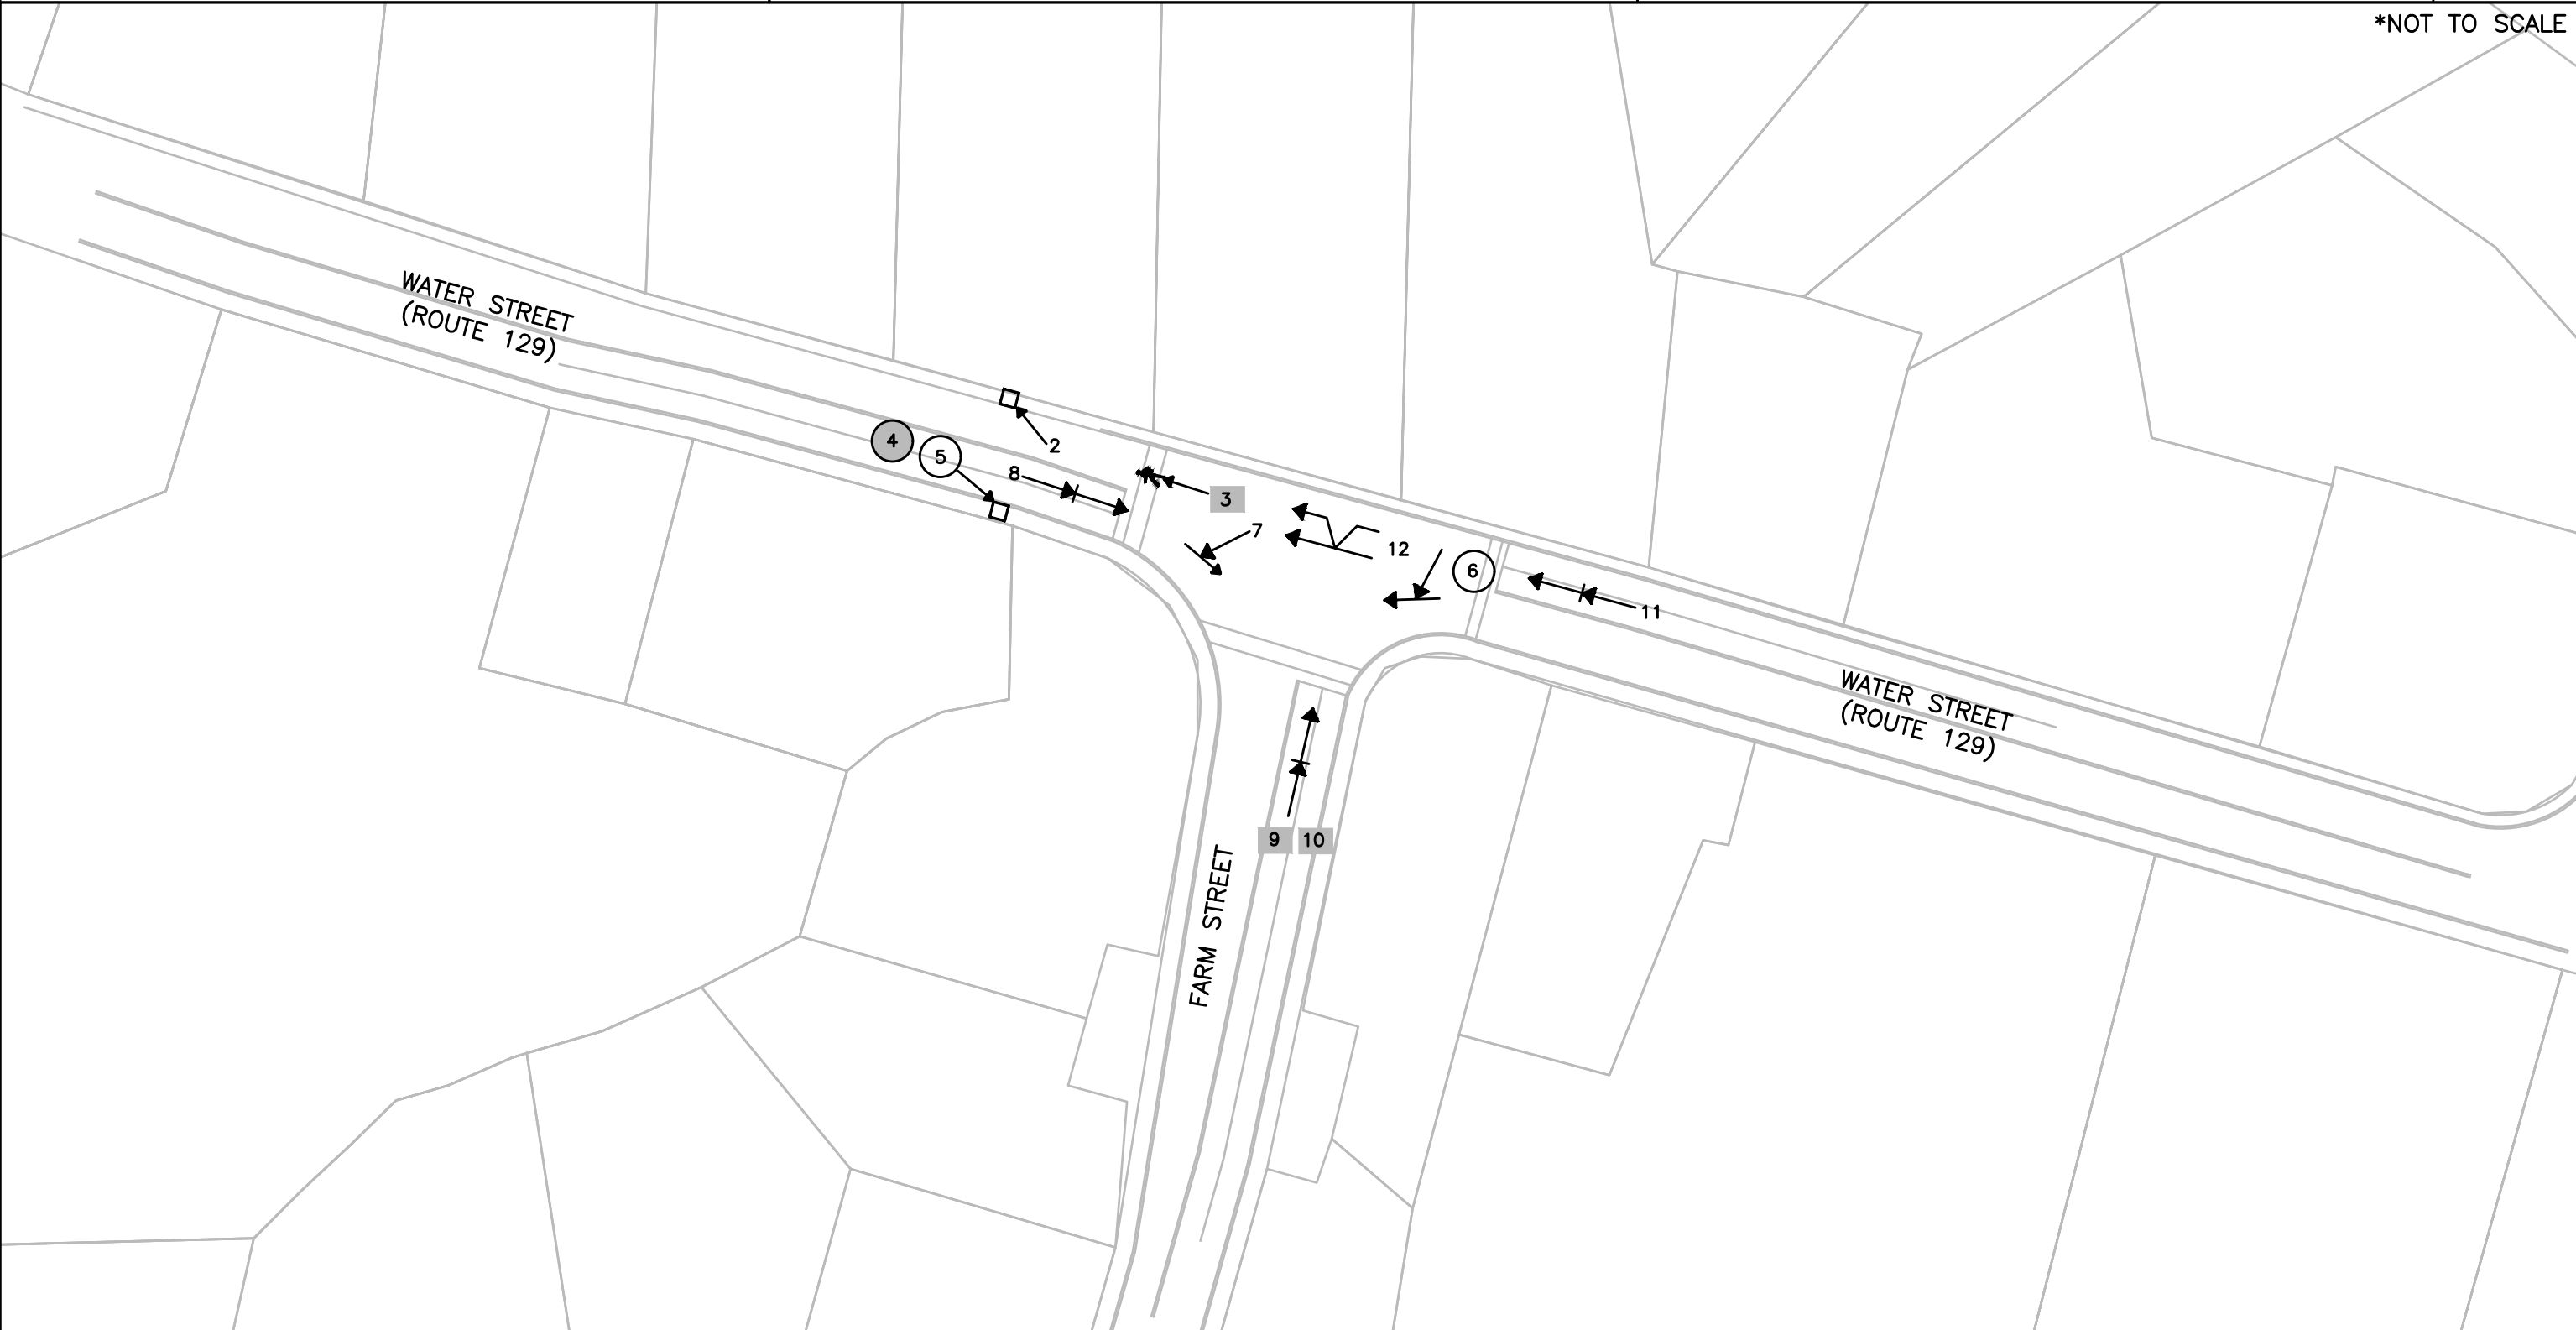 *NOT TO SCALE
WATER STREET
(ROUTE 129)
2
4
5
8
3
7
12
6
11
WATER STREET
(ROUTE 129)
9 10
FARM STREET